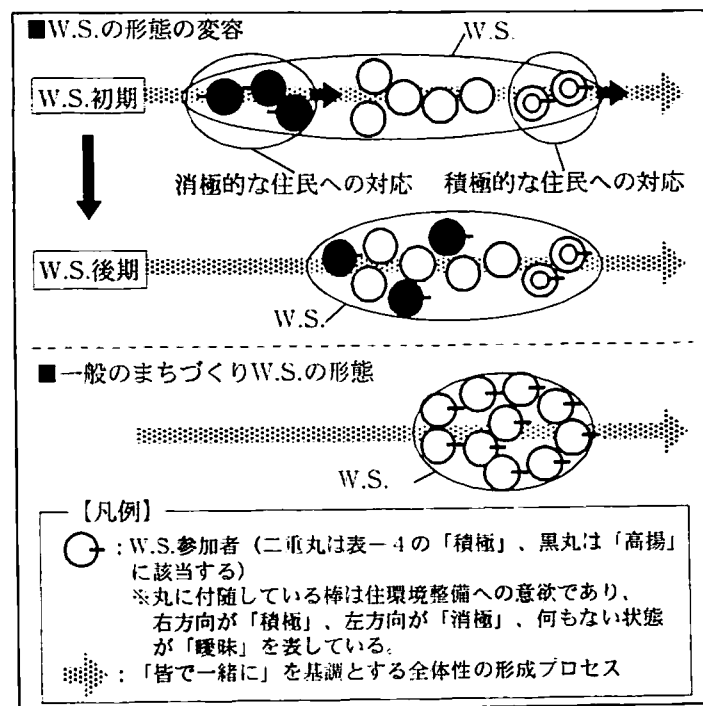 ■W.S.の形態の変容
W.S.
W.S.初期
消極的な住民への対応
積極的な住民への対応
W.S.後期
W.S.
■一般のまちづくりW.S.の形態
W.S.
【凡例】
：W.S.参加者（二重丸は表－4の「積極」、黒丸は「高揚」
に該当する）
※丸に付随している棒は住環境整備への意欲であり、
右方向が「積極」、左方向が「消極」、何もない状態
が「曖昧」を表している。
：「皆で一緒に」を基調とする全体性の形成プロセス